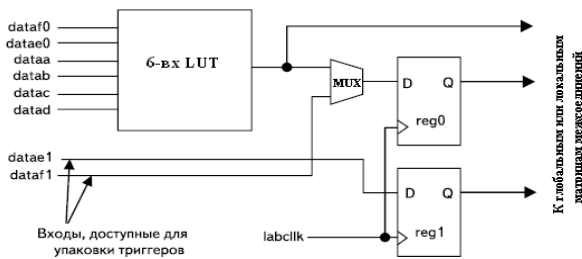 dataf0
datae0
dataa
datab
datac
datad
6-вх LUT
MUX
D
Q
reg0
datae1
dataf1
D
Q
reg1
Входы, доступные для
упаковки триггеров
labcllk
К глобальным или локальным
матрицам межсоединений